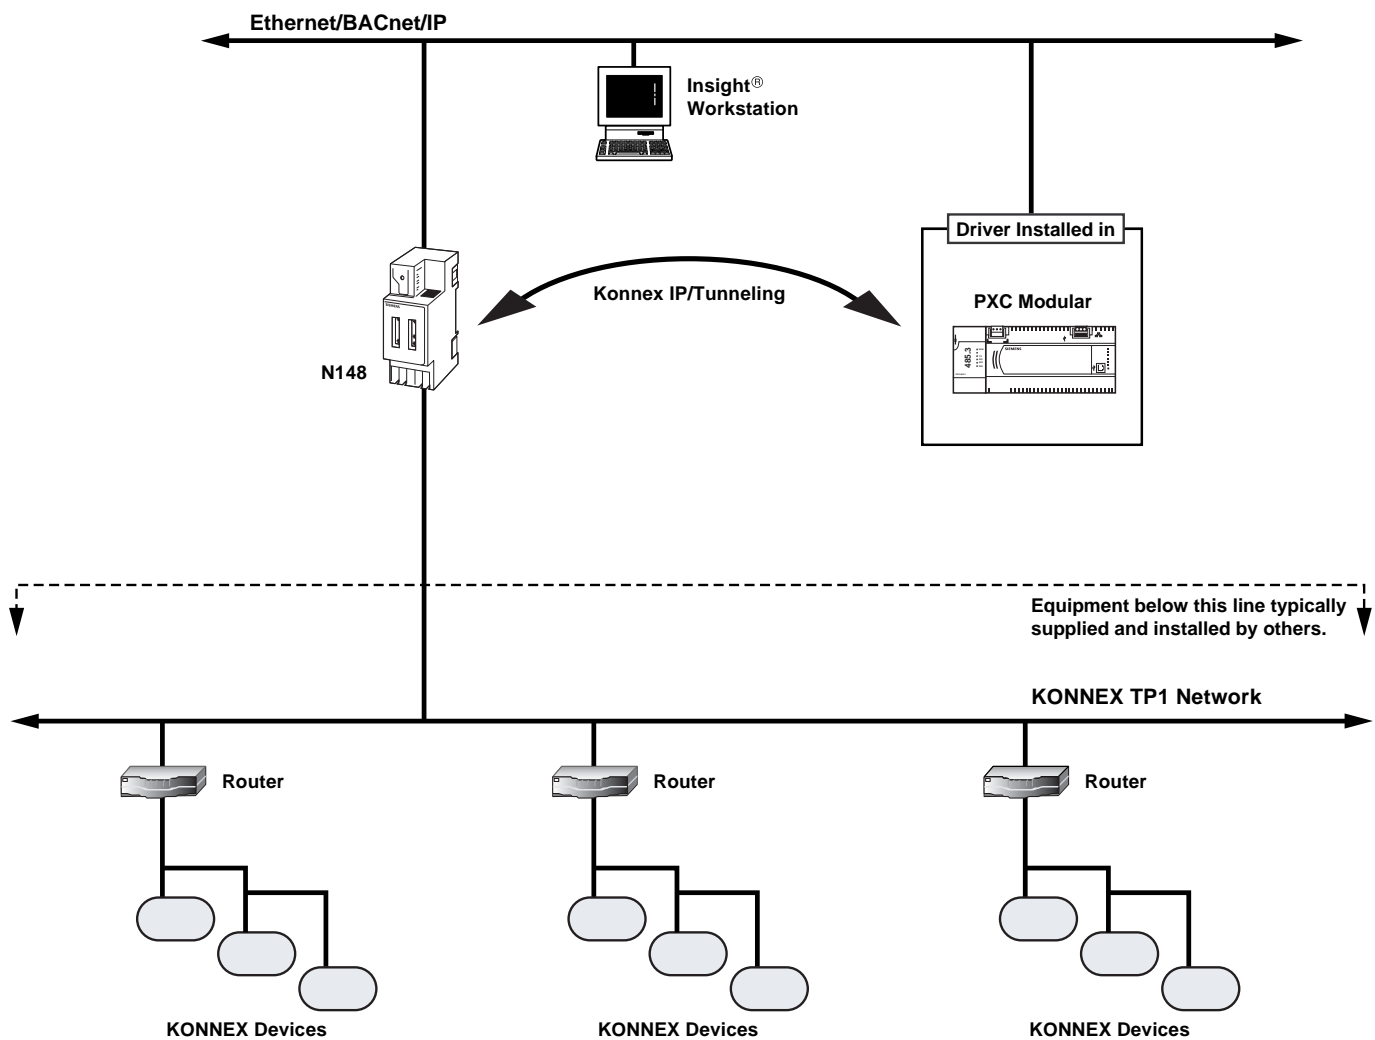 Ethernet/BACnet/IP
Insight®
Workstation
Driver Installed in
Konnex IP/Tunneling
PXC Modular
485.3
SIEMENS
N148
Equipment below this line typically
supplied and installed by others.
KONNEX TP1 Network
Router
Router
Router
KONNEX Devices
KONNEX Devices
KONNEX Devices